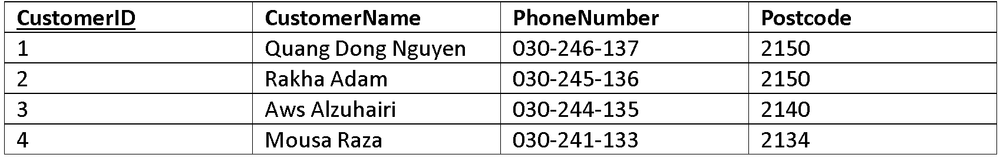 CustomerID CustomerName PhoneNumber Postcode
1 Quang Dong Nguyen 030-246-137 2150
2 Rakha Adam 030-245-136 2150
3 Aws Alzuhairi 030-244-135 2140
4 Mousa Raza 030-241-133 2134